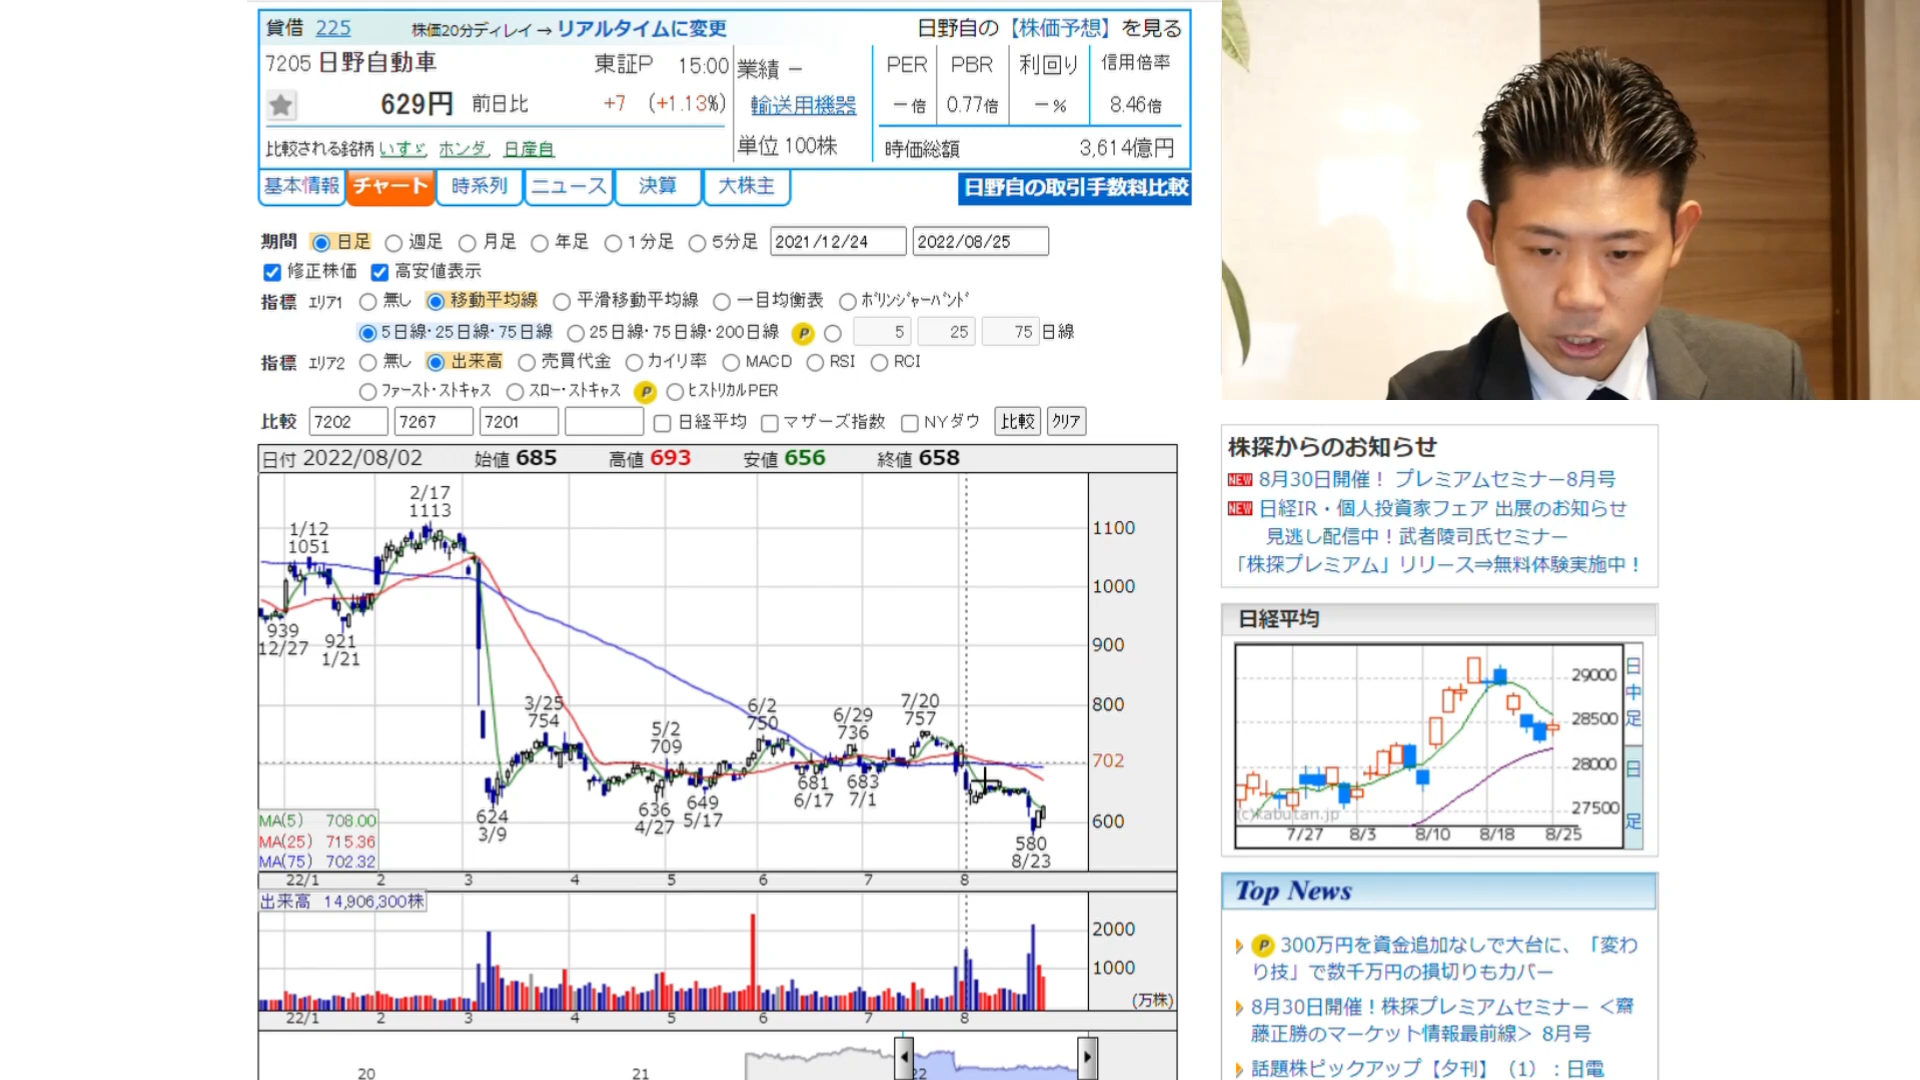 貸借 225 株価20分ディレイ → リアルタイムに変更 日野自の【株価予想】を見る
7205 日野自動車 東証P 15:00
629円 前日比 +7 (+1.13%)
比較される銘柄 いすゞ, ホンダ, 日産自
業績 －
輸送用機器
単位 100株
PER PBR 利回り 信用倍率
－倍 0.77倍 －% 8.46倍
時価総額 3,614億円
基本情報 チャート 時系列 ニュース 決算 大株主 日野自の取引手数料比較
期間 日足 週足 月足 年足 1分足 5分足 2021/12/24 2022/08/25
修正株価 高安値表示
指標 エリア1 無し 移動平均線 平滑移動平均線 一目均衡表 ボリンジャーバンド
5日線・25日線・75日線 25日線・75日線・200日線 P 5 25 75 日線
指標 エリア2 無し 出来高 売買代金 カイリ率 MACD RSI RCI
ファースト・ストキャス スロー・ストキャス P ヒストリカルPER
比較 7202 7267 7201 日経平均 マザーズ指数 NYダウ 比較 クリア
日付 2022/08/02 始値 685 高値 693 安値 656 終値 658
2/17
1113
1/12
1051
939
12/27
921
1/21
3/25
754
624
3/9
5/2
709
636
4/27
649
5/17
6/2
750
681
6/17
6/29
736
683
7/1
7/20
757
580
8/23
1100
1000
900
800
702
600
MA(5) 708.00
MA(25) 715.36
MA(75) 702.32
22/1 2 3 4 5 6 7 8
出来高 14,906,300株
2000
1000
(万株)
22/1 2 3 4 5 6 7 8
20 21 22
株探からのお知らせ
NEW 8月30日開催！ プレミアムセミナー8月号
NEW 日経IR・個人投資家フェア 出展のお知らせ
見逃し配信中！武者陵司氏セミナー
「株探プレミアム」リリース⇒無料体験実施中！
日経平均
29000
28500
28000
27500
(c)kabutan.jp
7/27 8/3 8/10 8/18 8/25
日
中
足
日
足
Top News
P 300万円を資金追加なしで大台に、「変わ
り技」で数千万円の損切りもカバー
8月30日開催！株探プレミアムセミナー ＜齋
藤正勝のマーケット情報最前線＞ 8月号
話題株ピックアップ【夕刊】（1）：日電